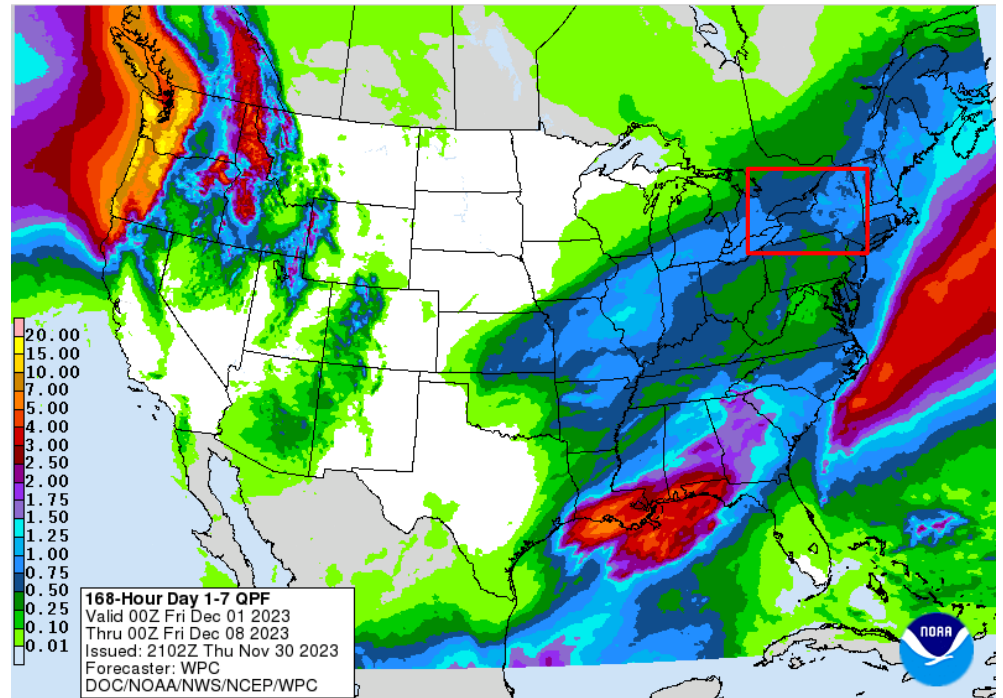 20.00
15.00
10.00
7.00
5.00
4.00
3.00
2.50
2.00
1.75
1.50
1.25
1.00
0.75
0.50
0.25
0.10
0.01
168-Hour Day 1-7 QPF
Valid 00Z Fri Dec 01 2023
Thru 00Z Fri Dec 08 2023
Issued: 2102Z Thu Nov 30 2023
Forecaster: WPC
DOC/NOAA/NWS/NCEP/WPC
NOAA